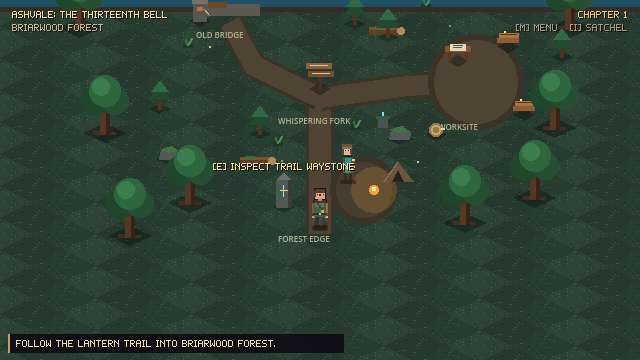 ASHVALE: THE THIRTEENTH BELL
BRIARWOOD FOREST
CHAPTER 1
[M] MENU [I] SATCHEL
OLD BRIDGE
WHISPERING FORK
WORKSITE
[E] INSPECT TRAIL WAYSTONE
FOREST EDGE
FOLLOW THE LANTERN TRAIL INTO BRIARWOOD FOREST.